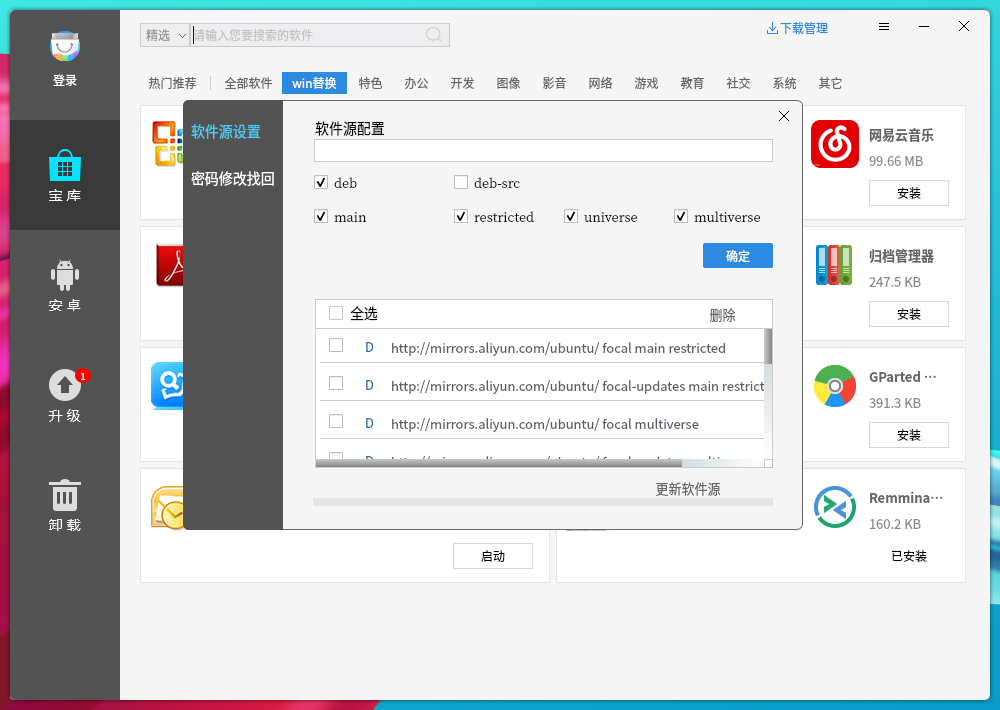 精选
请输入您要搜索的软件
下载管理
登录
宝 库
安 卓
1
升 级
卸 载
热门推荐 全部软件 win替换 特色 办公 开发 图像 影音 网络 游戏 教育 社交 系统 其它
软件源设置
密码修改找回
软件源配置
deb deb-src
main restricted universe multiverse
确定
全选 删除
D http://mirrors.aliyun.com/ubuntu/ focal main restricted
D http://mirrors.aliyun.com/ubuntu/ focal-updates main restrict
D http://mirrors.aliyun.com/ubuntu/ focal multiverse
更新软件源
网易云音乐
99.66 MB
安装
归档管理器
247.5 KB
安装
GParted ···
391.3 KB
安装
Remmina···
160.2 KB
已安装
启动